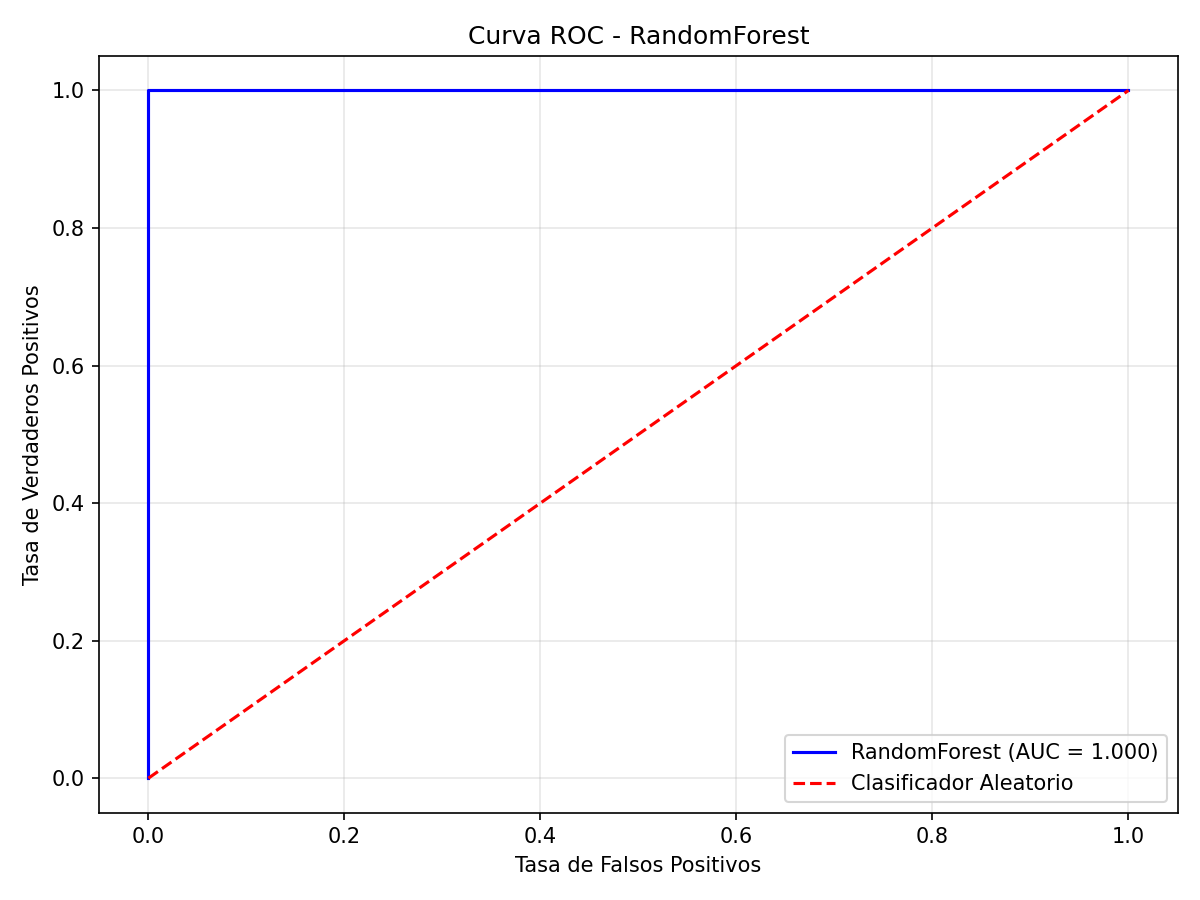 Curva ROC - RandomForest
Tasa de Verdaderos Positivos
1.0
0.8
0.6
0.4
0.2
0.0
0.0 0.2 0.4 0.6 0.8 1.0
Tasa de Falsos Positivos
RandomForest (AUC = 1.000)
Clasificador Aleatorio